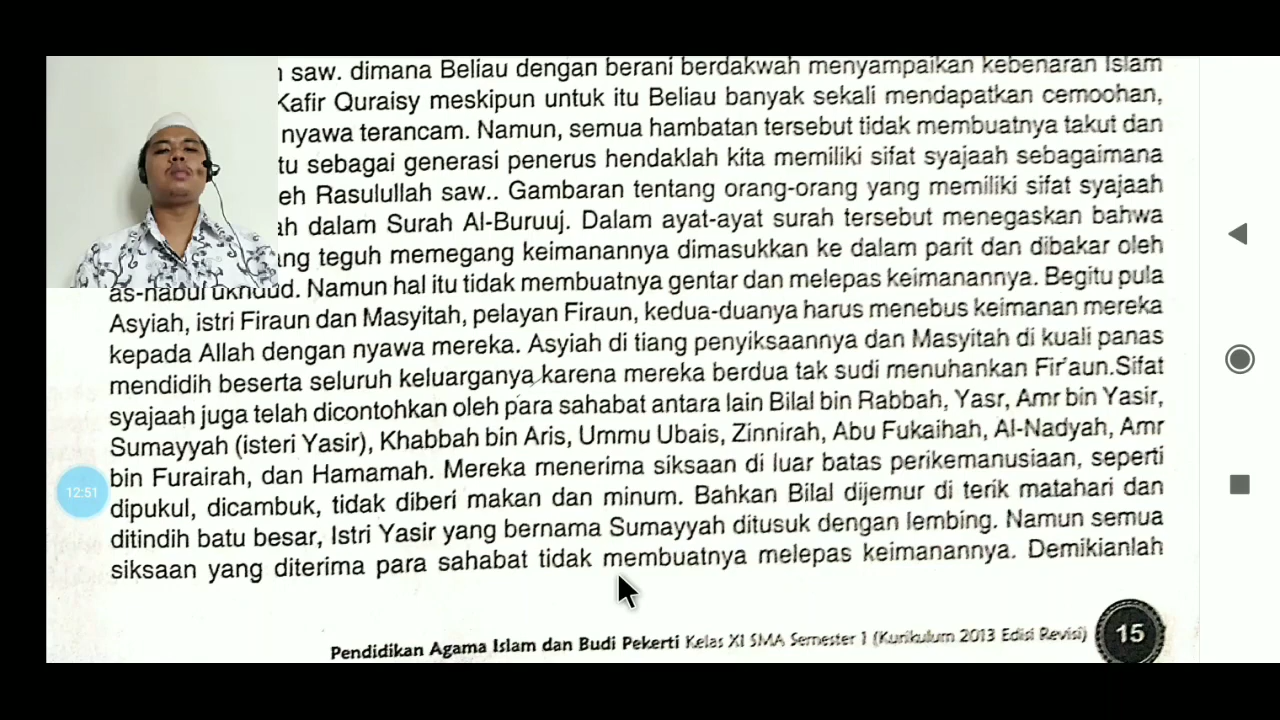 saw. dimana Beliau dengan berani berdakwah menyampaikan kebenaran Islam
Kafir Quraisy meskipun untuk itu Beliau banyak sekali mendapatkan cemoohan,
nyawa terancam. Namun, semua hambatan tersebut tidak membuatnya takut dan
tu sebagai generasi penerus hendaklah kita memiliki sifat syajaah sebagaimana
eh Rasulullah saw.. Gambaran tentang orang-orang yang memiliki sifat syajaah
ah dalam Surah Al-Buruuj. Dalam ayat-ayat surah tersebut menegaskan bahwa
ang teguh memegang keimanannya dimasukkan ke dalam parit dan dibakar oleh
as-habul ukhdud. Namun hal itu tidak membuatnya gentar dan melepas keimanannya. Begitu pula
Asyiah, istri Firaun dan Masyitah, pelayan Firaun, kedua-duanya harus menebus keimanan mereka
kepada Allah dengan nyawa mereka. Asyiah di tiang penyiksaannya dan Masyitah di kuali panas
mendidih beserta seluruh keluarganya karena mereka berdua tak sudi menuhankan Fir'aun.Sifat
syajaah juga telah dicontohkan oleh para sahabat antara lain Bilal bin Rabbah, Yasr, Amr bin Yasir,
Sumayyah (isteri Yasir), Khabbah bin Aris, Ummu Ubais, Zinnirah, Abu Fukaihah, Al-Nadyah, Amr
bin Furairah, dan Hamamah. Mereka menerima siksaan di luar batas perikemanusiaan, seperti
12:51
dipukul, dicambuk, tidak diberi makan dan minum. Bahkan Bilal dijemur di terik matahari dan
ditindih batu besar, Istri Yasir yang bernama Sumayyah ditusuk dengan lembing. Namun semua
siksaan yang diterima para sahabat tidak membuatnya melepas keimanannya. Demikianlah
Pendidikan Agama Islam dan Budi Pekerti Kelas XI SMA Semester 1 (Kurikulum 2013 Edisi Revisi) 15